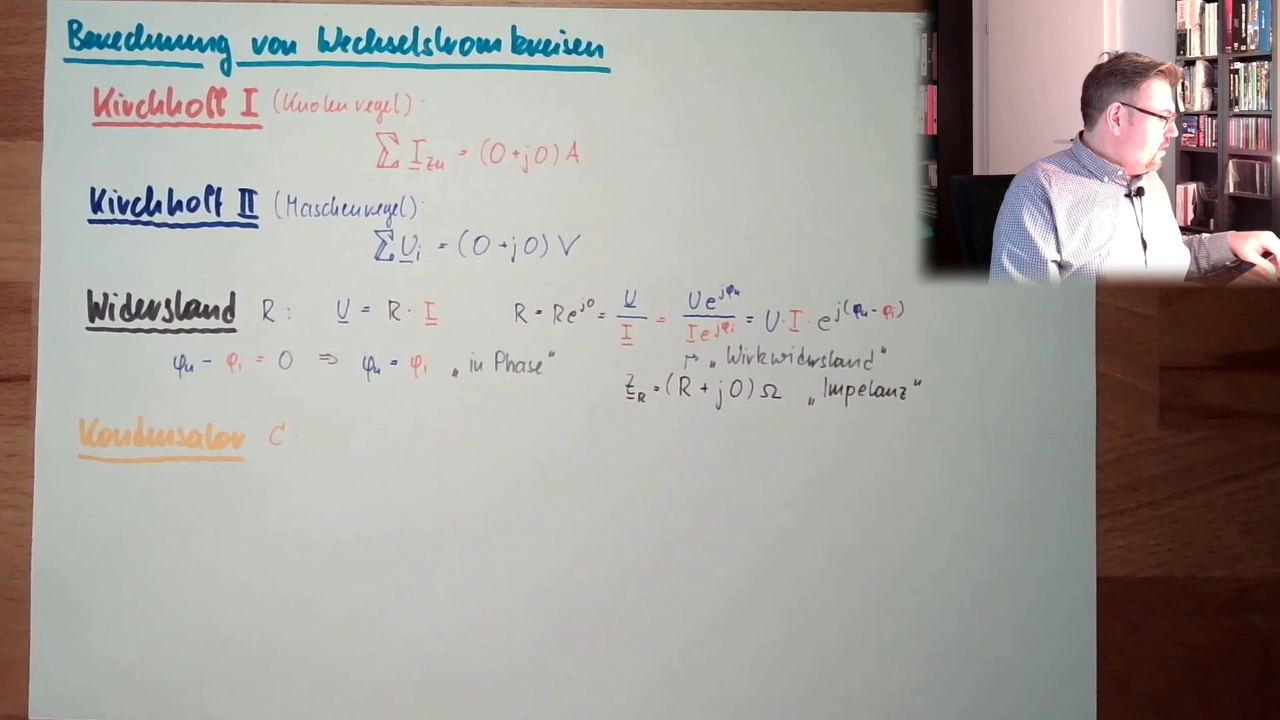 Berechnung von Wechselstromkreisen
Kirchhoff I (Knotenregel):
∑ I_zu = (0+j0) A
Kirchhoff II (Maschenregel):
∑ U_i = (0+j0) V
Widerstand R: U = R · I R = Re^j0 = U/I = Ue^jφu / Ie^jφi = U · I · e^j(φu-φi)
φu - φi = 0 ⇒ φu = φi „in Phase“ ↱ „Wirkwiderstand“
Z_R = (R + j0) Ω „Impelanz“
Kondensator C